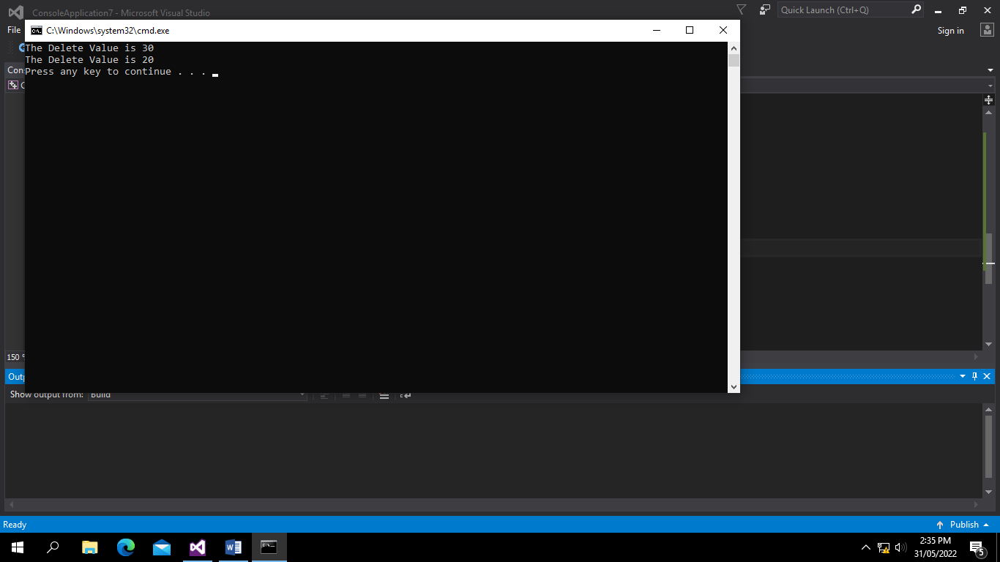 ConsoleApplication7 - Microsoft Visual Studio
Quick Launch (Ctrl+Q)
File
C:\Windows\system32\cmd.exe
Sign in
The Delete Value is 30
The Delete Value is 20
Press any key to continue . . .
Con
150 %
Outp
Show output from: Build
Ready
Publish
2:35 PM
31/05/2022
5